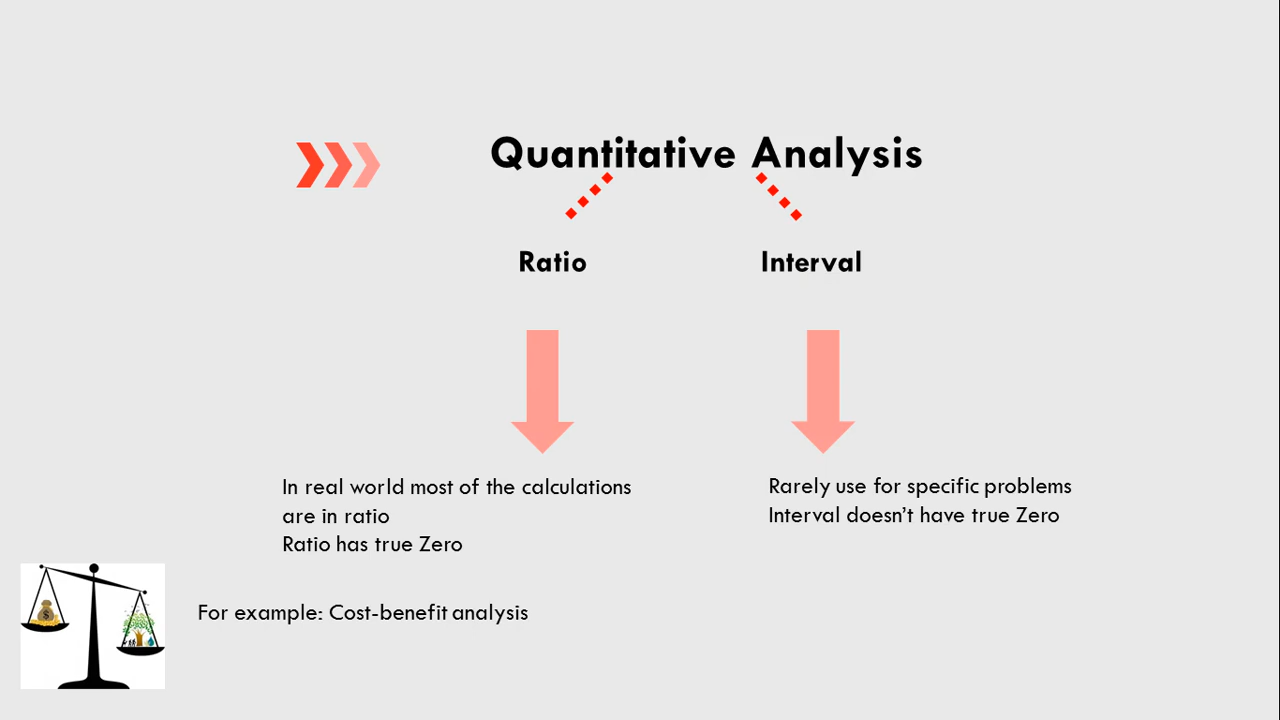 Quantitative Analysis
Ratio
Interval
In real world most of the calculations
are in ratio
Ratio has true Zero
Rarely use for specific problems
Interval doesn’t have true Zero
For example: Cost-benefit analysis
$